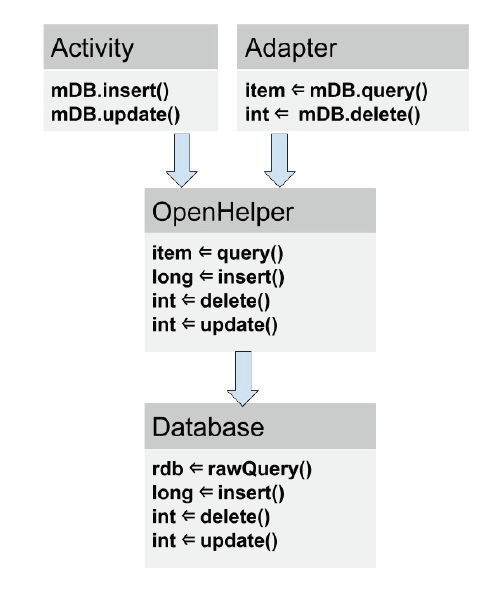 Activity
mDB.insert()
mDB.update()
Adapter
item ⇐ mDB.query()
int ⇐ mDB.delete()
OpenHelper
item ⇐ query()
long ⇐ insert()
int ⇐ delete()
int ⇐ update()
Database
rdb ⇐ rawQuery()
long ⇐ insert()
int ⇐ delete()
int ⇐ update()